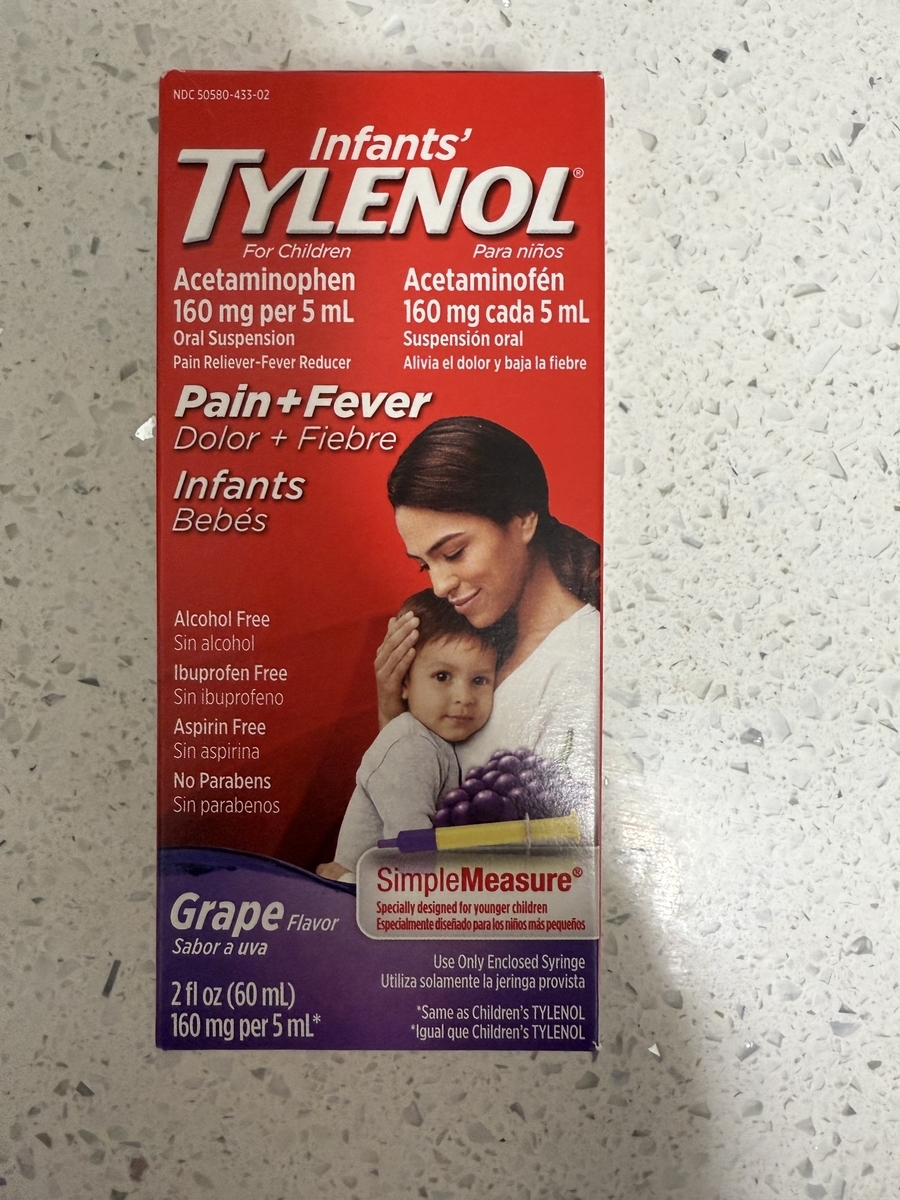 NDC 50580-433-02
Infants'
TYLENOL®
For Children
Para niños
Acetaminophen
160 mg per 5 mL
Oral Suspension
Pain Reliever-Fever Reducer
Acetaminofén
160 mg cada 5 mL
Suspensión oral
Alivia el dolor y baja la fiebre
Pain + Fever
Dolor + Fiebre
Infants
Bebés
Alcohol Free
Sin alcohol
Ibuprofen Free
Sin ibuprofeno
Aspirin Free
Sin aspirina
No Parabens
Sin parabenos
SimpleMeasure®
Specially designed for younger children
Especialmente diseñado para los niños más pequeños
Grape Flavor
Sabor a uva
2 fl oz (60 mL)
160 mg per 5 mL*
Use Only Enclosed Syringe
Utiliza solamente la jeringa provista
*Same as Children's TYLENOL
*Igual que Children's TYLENOL